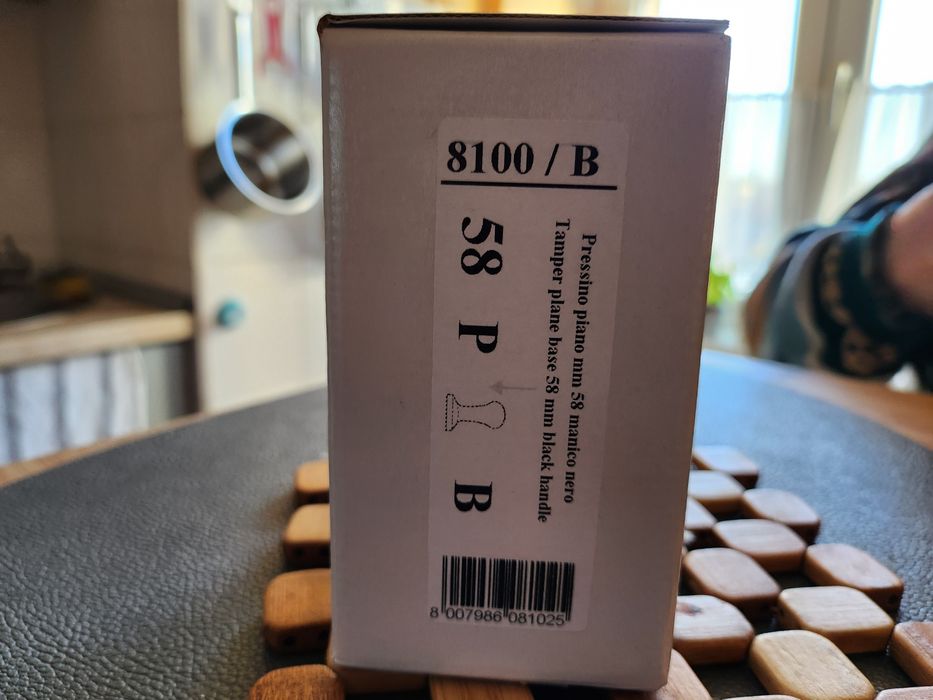 8100 / B
Pressino piano mm 58 manico nero
Tamper plane base 58 mm black handle
58 P B
8 007986 081025